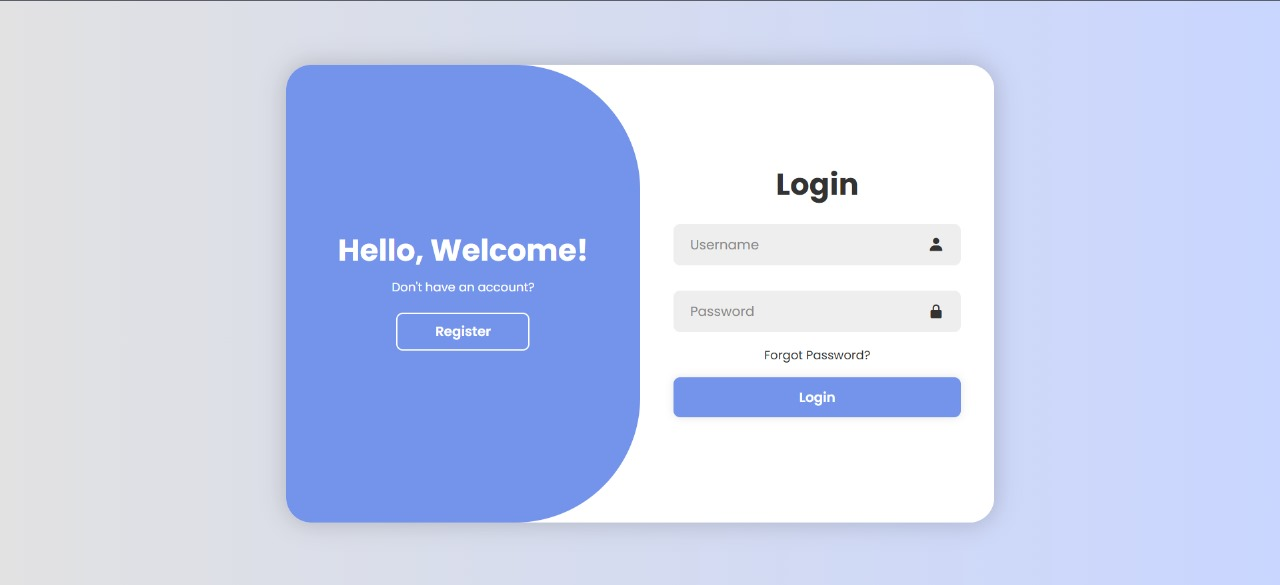 Hello, Welcome!
Don't have an account?
Register
Login
Username
Password
Forgot Password?
Login